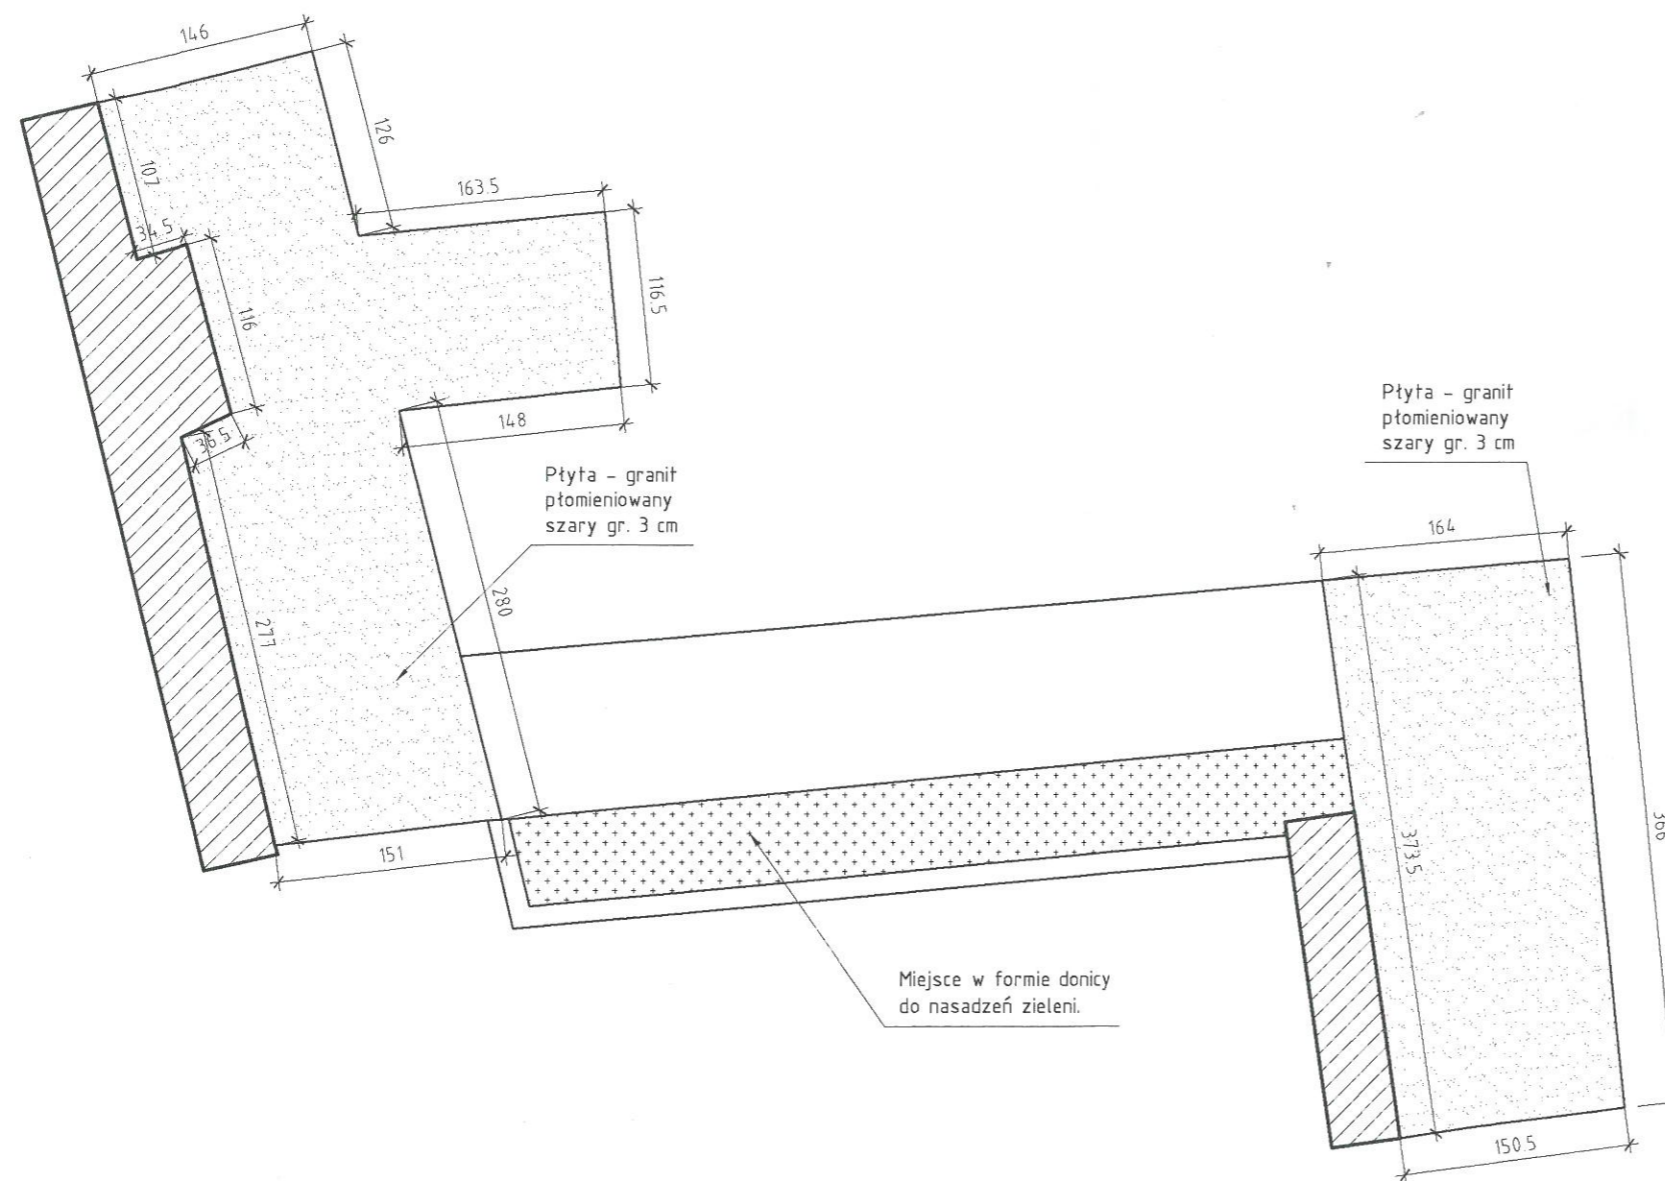 146
126
107
163.5
34.5
116.5
116
148
36.5
Płyta - granit
płomieniowany
szary gr. 3 cm
Płyta - granit
płomieniowany
szary gr. 3 cm
164
280
277
151
373.5
366
Miejsce w formie donicy
do nasadzeń zieleni.
150.5